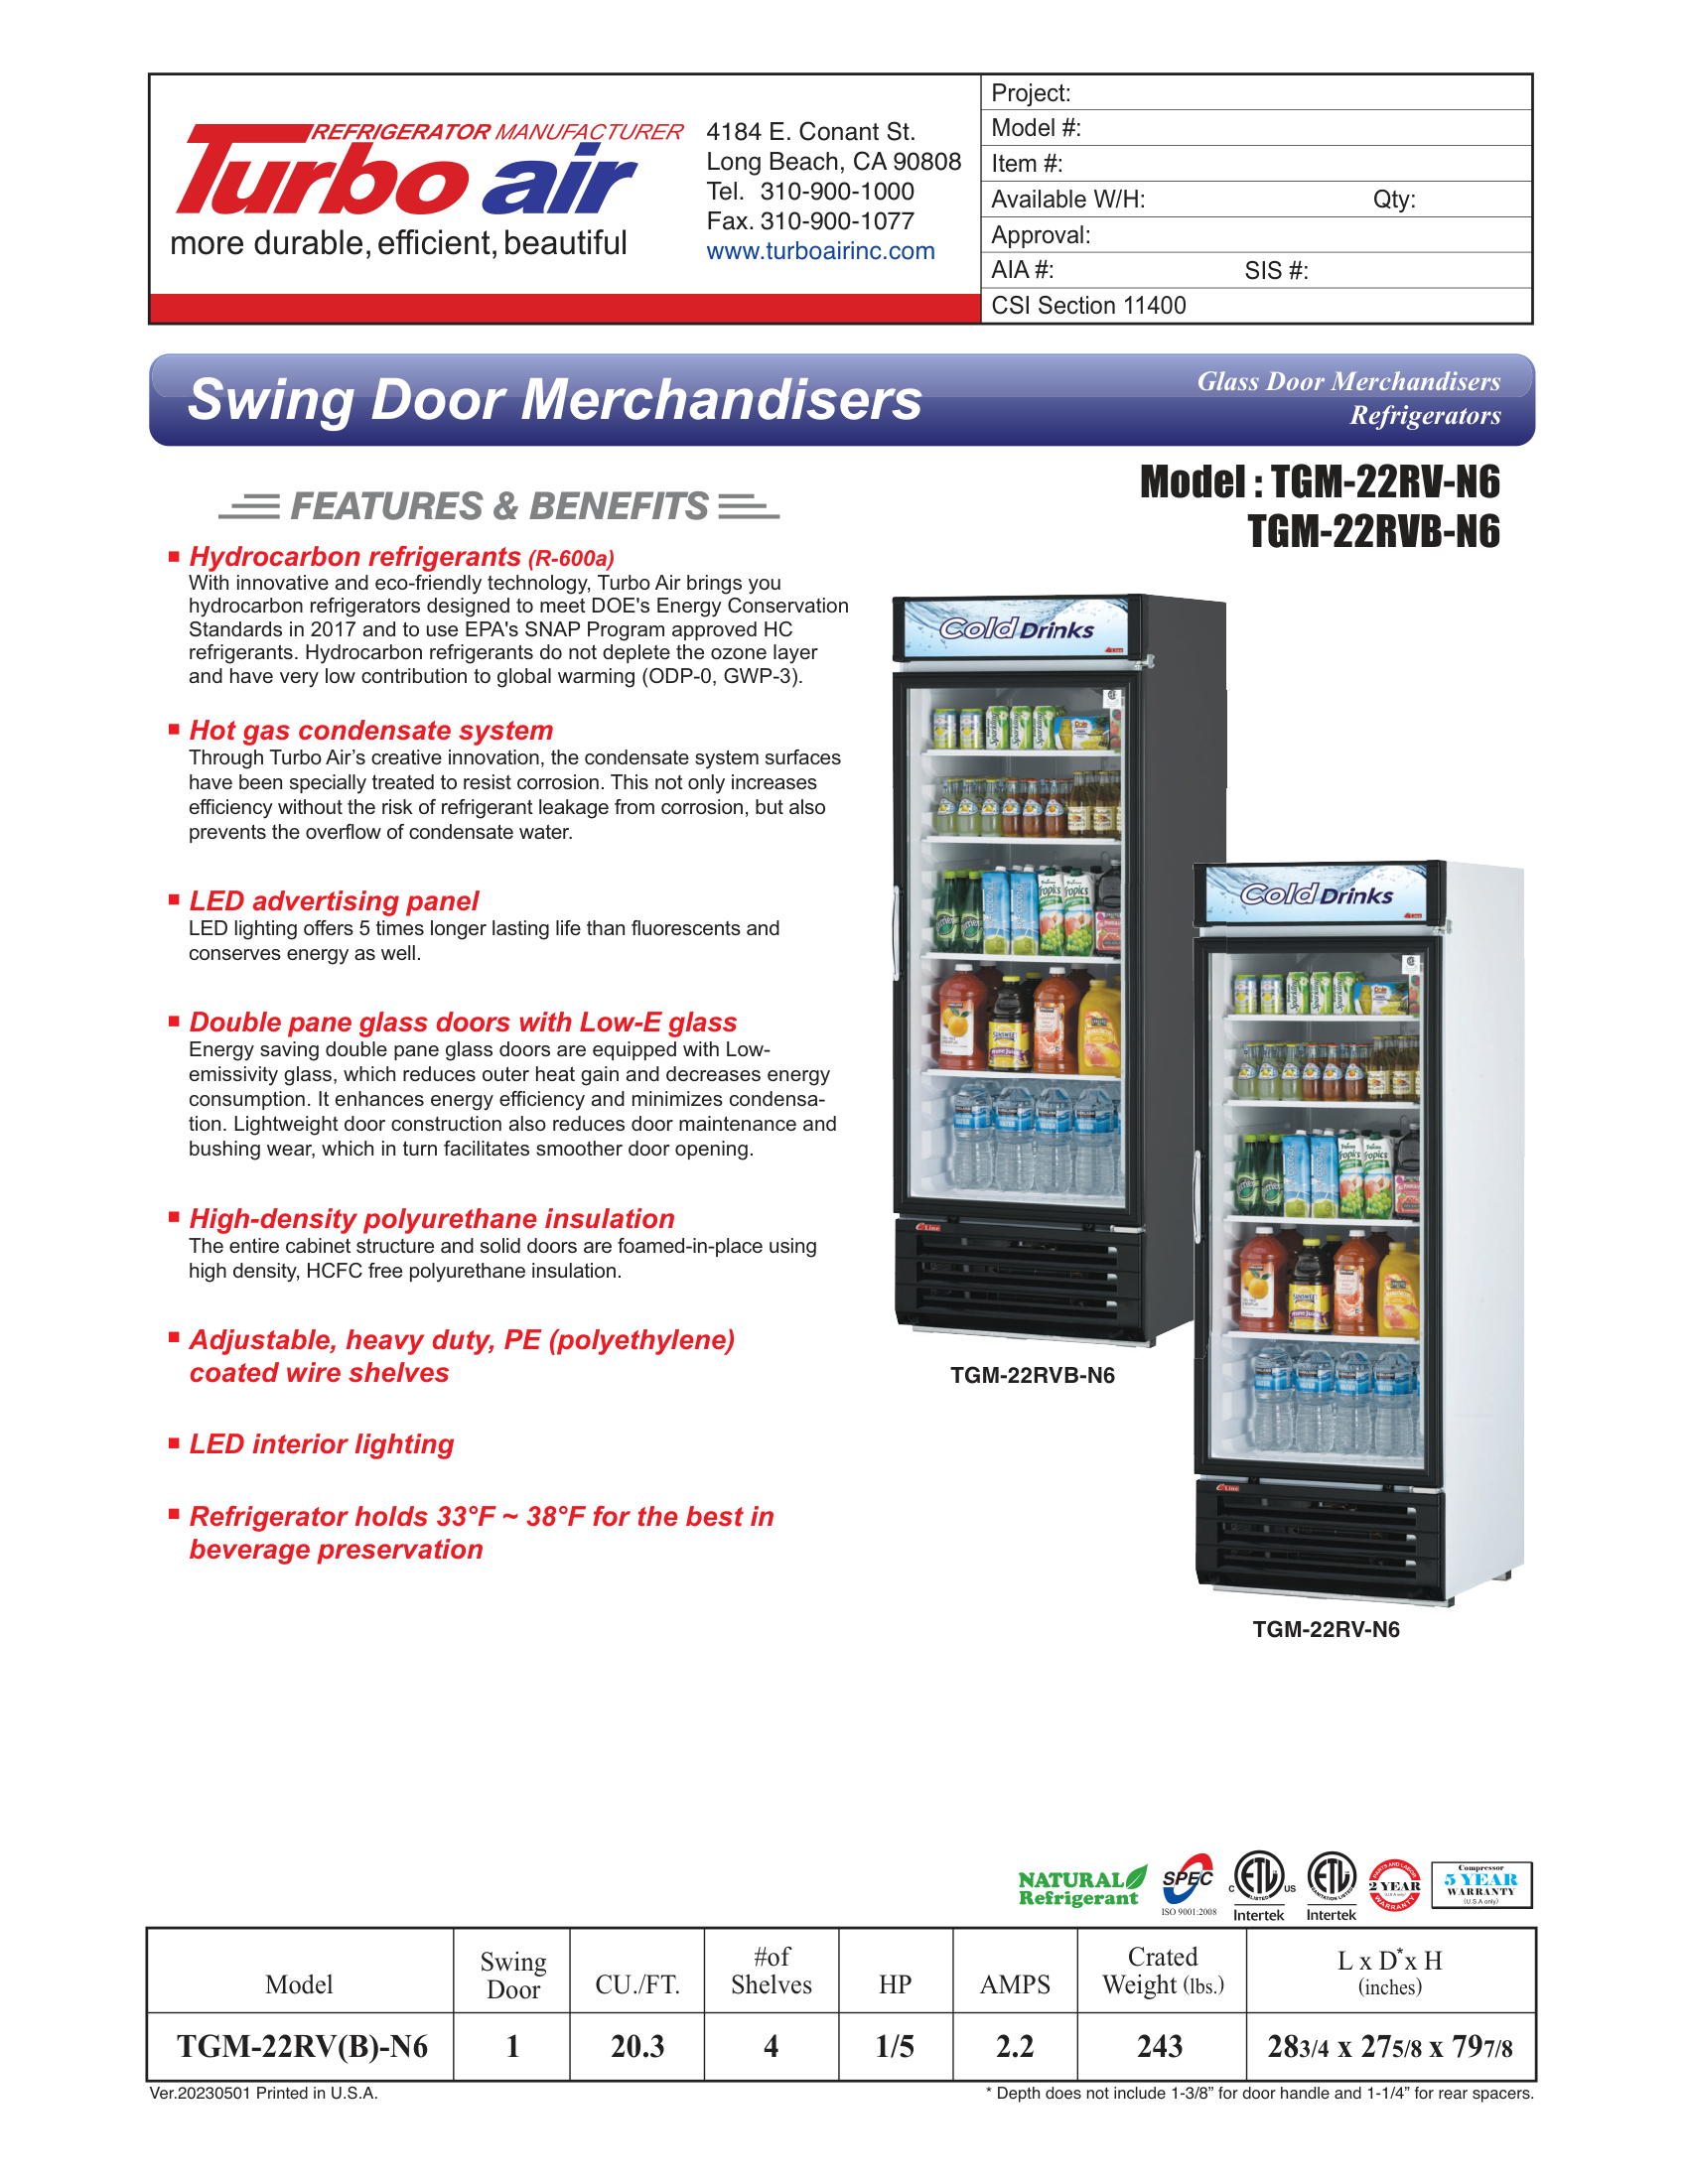 REFRIGERATOR MANUFACTURER
Turbo air
more durable, efficient, beautiful
4184 E. Conant St.
Long Beach, CA 90808
Tel. 310-900-1000
Fax. 310-900-1077
www.turboairinc.com
Project:
Model #:
Item #:
Available W/H: Qty:
Approval:
AIA #: SIS #:
CSI Section 11400
Swing Door Merchandisers
Glass Door Merchandisers
Refrigerators
Model : TGM-22RV-N6
TGM-22RVB-N6
FEATURES & BENEFITS
Hydrocarbon refrigerants (R-600a)
With innovative and eco-friendly technology, Turbo Air brings you
hydrocarbon refrigerators designed to meet DOE's Energy Conservation
Standards in 2017 and to use EPA's SNAP Program approved HC
refrigerants. Hydrocarbon refrigerants do not deplete the ozone layer
and have very low contribution to global warming (ODP-0, GWP-3).
Hot gas condensate system
Through Turbo Air’s creative innovation, the condensate system surfaces
have been specially treated to resist corrosion. This not only increases
efficiency without the risk of refrigerant leakage from corrosion, but also
prevents the overflow of condensate water.
LED advertising panel
LED lighting offers 5 times longer lasting life than fluorescents and
conserves energy as well.
Double pane glass doors with Low-E glass
Energy saving double pane glass doors are equipped with Low-
emissivity glass, which reduces outer heat gain and decreases energy
consumption. It enhances energy efficiency and minimizes condensa-
tion. Lightweight door construction also reduces door maintenance and
bushing wear, which in turn facilitates smoother door opening.
High-density polyurethane insulation
The entire cabinet structure and solid doors are foamed-in-place using
high density, HCFC free polyurethane insulation.
Adjustable, heavy duty, PE (polyethylene)
coated wire shelves
LED interior lighting
Refrigerator holds 33°F ~ 38°F for the best in
beverage preservation
Cold Drinks
TGM-22RVB-N6
Cold Drinks
TGM-22RV-N6
NATURAL
Refrigerant
SPEC
ISO 9001:2008
ETL
C US
LISTED
Intertek
ETL
SANITATION LISTED
Intertek
PARTS AND LABOR
2 YEAR
(U.S.A only)
WARRANTY
Compressor
5 YEAR
WARRANTY
(U.S.A only)
Model Swing Door CU./FT. #of Shelves HP AMPS Crated Weight (lbs.) L x D* x H (inches)
TGM-22RV(B)-N6 1 20.3 4 1/5 2.2 243 283/4 x 275/8 x 797/8
Ver.20230501 Printed in U.S.A.
* Depth does not include 1-3/8” for door handle and 1-1/4” for rear spacers.